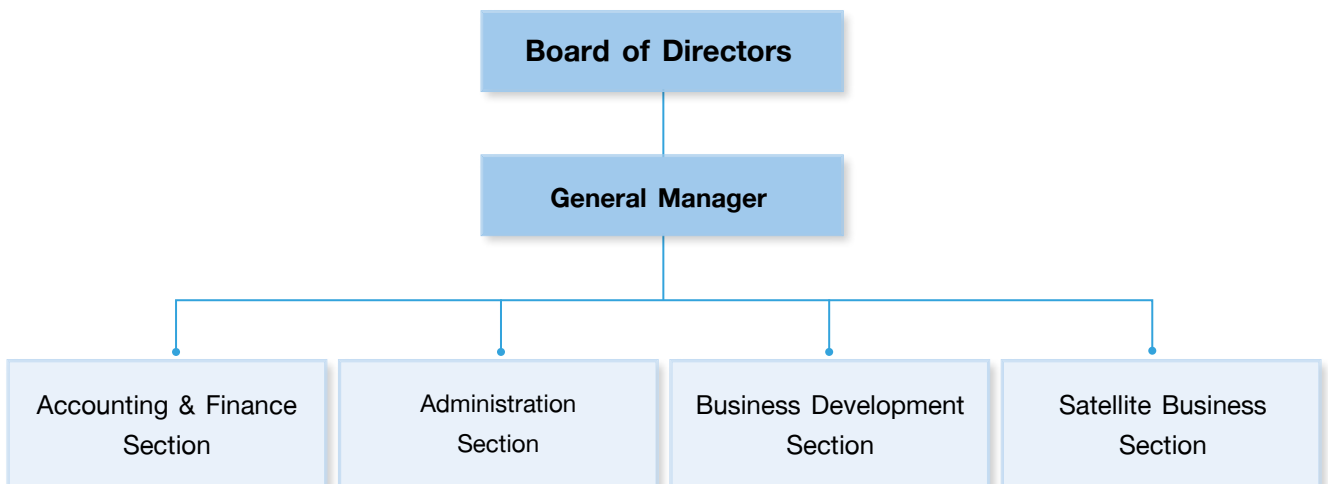 Board of Directors
General Manager
Accounting & Finance
Section
Administration
Section
Business Development
Section
Satellite Business
Section